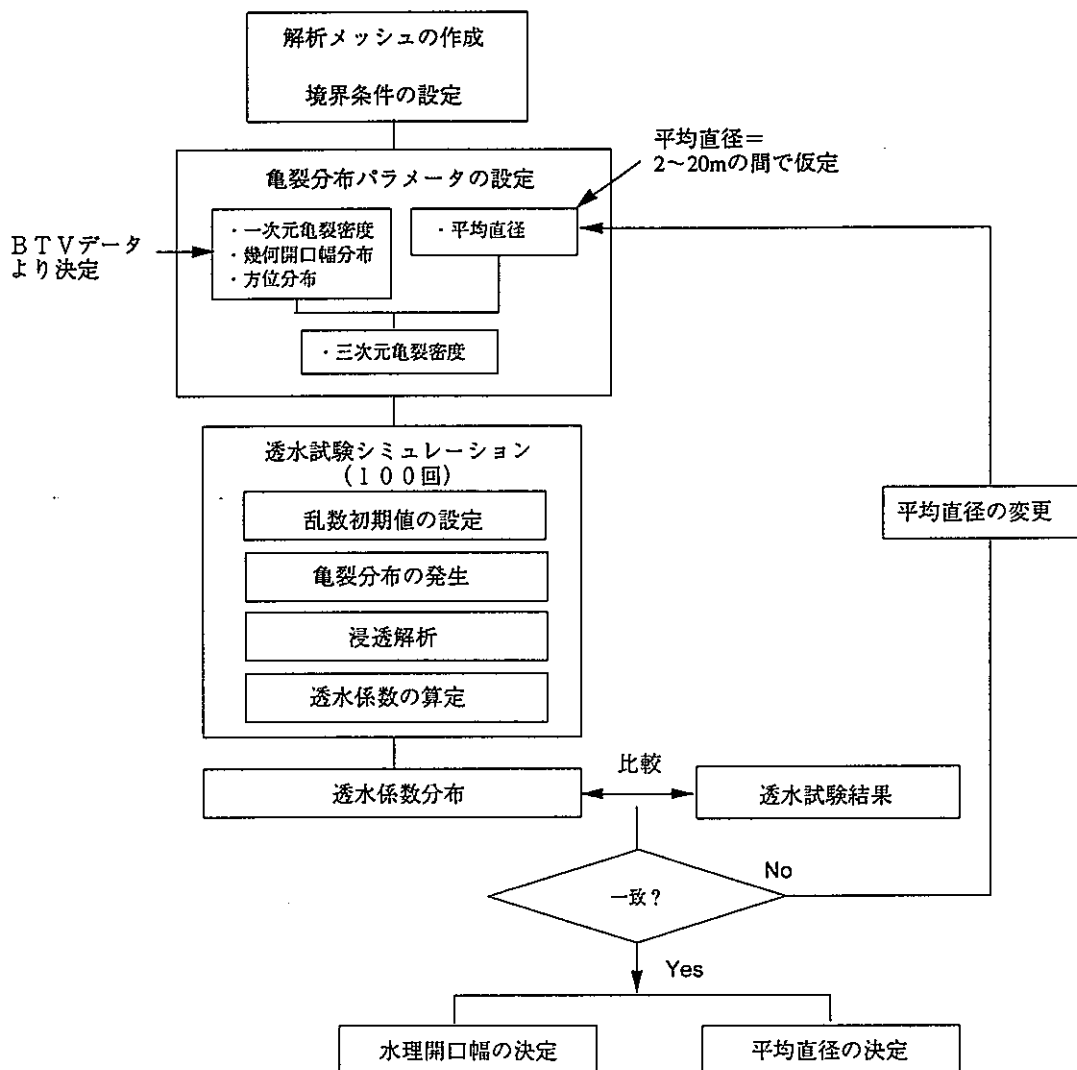 解析メッシュの作成
境界条件の設定
平均直径＝
2～20mの間で仮定
亀裂分布パラメータの設定
ＢＴＶデータ
より決定
・一次元亀裂密度
・幾何開口幅分布
・方位分布
・平均直径
・三次元亀裂密度
透水試験シミュレーション
(１００回)
乱数初期値の設定
亀裂分布の発生
浸透解析
透水係数の算定
平均直径の変更
透水係数分布
比較
透水試験結果
一致？
No
Yes
水理開口幅の決定
平均直径の決定